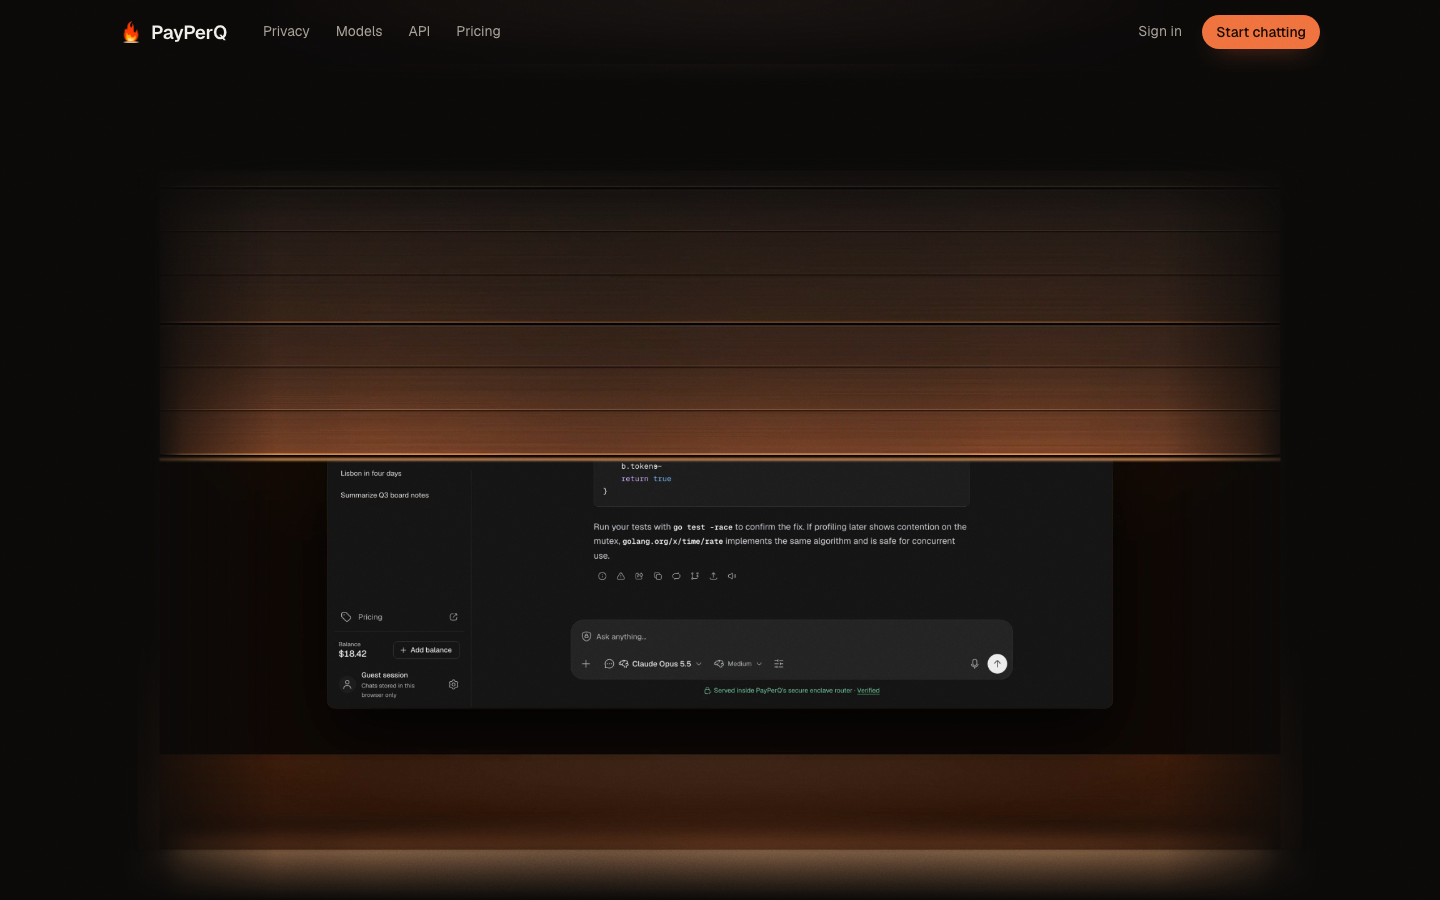 PayPerQ
Privacy
Models
API
Pricing
Sign in
Start chatting
Lisbon in four days
Summarize Q3 board notes
b.tokens-
return true
}
Run your tests with go test -race to confirm the fix. If profiling later shows contention on the
mutex, golang.org/x/time/rate implements the same algorithm and is safe for concurrent
use.
Pricing
Balance
$18.42
+ Add balance
Guest session
Chats stored in this
browser only
Ask anything...
Claude Opus 5.5
Medium
Served inside PayPerQ's secure enclave router · Verified